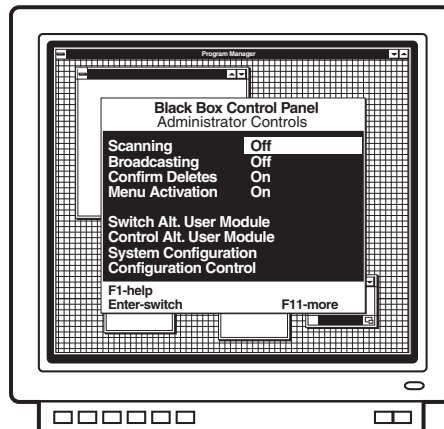 Program Manager
Black Box Control Panel
Administrator Controls
Scanning Off
Broadcasting Off
Confirm Deletes On
Menu Activation On
Switch Alt. User Module
Control Alt. User Module
System Configuration
Configuration Control
F1-help
Enter-switch F11-more